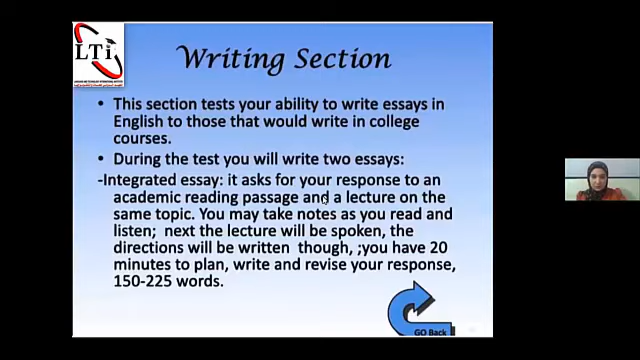 LTi
Writing Section
• This section tests your ability to write essays in
English to those that would write in college
courses.
• During the test you will write two essays:
-Integrated essay: it asks for your response to an
academic reading passage and a lecture on the
same topic. You may take notes as you read and
listen; next the lecture will be spoken, the
directions will be written though, ;you have 20
minutes to plan, write and revise your response,
150-225 words.
GO Back